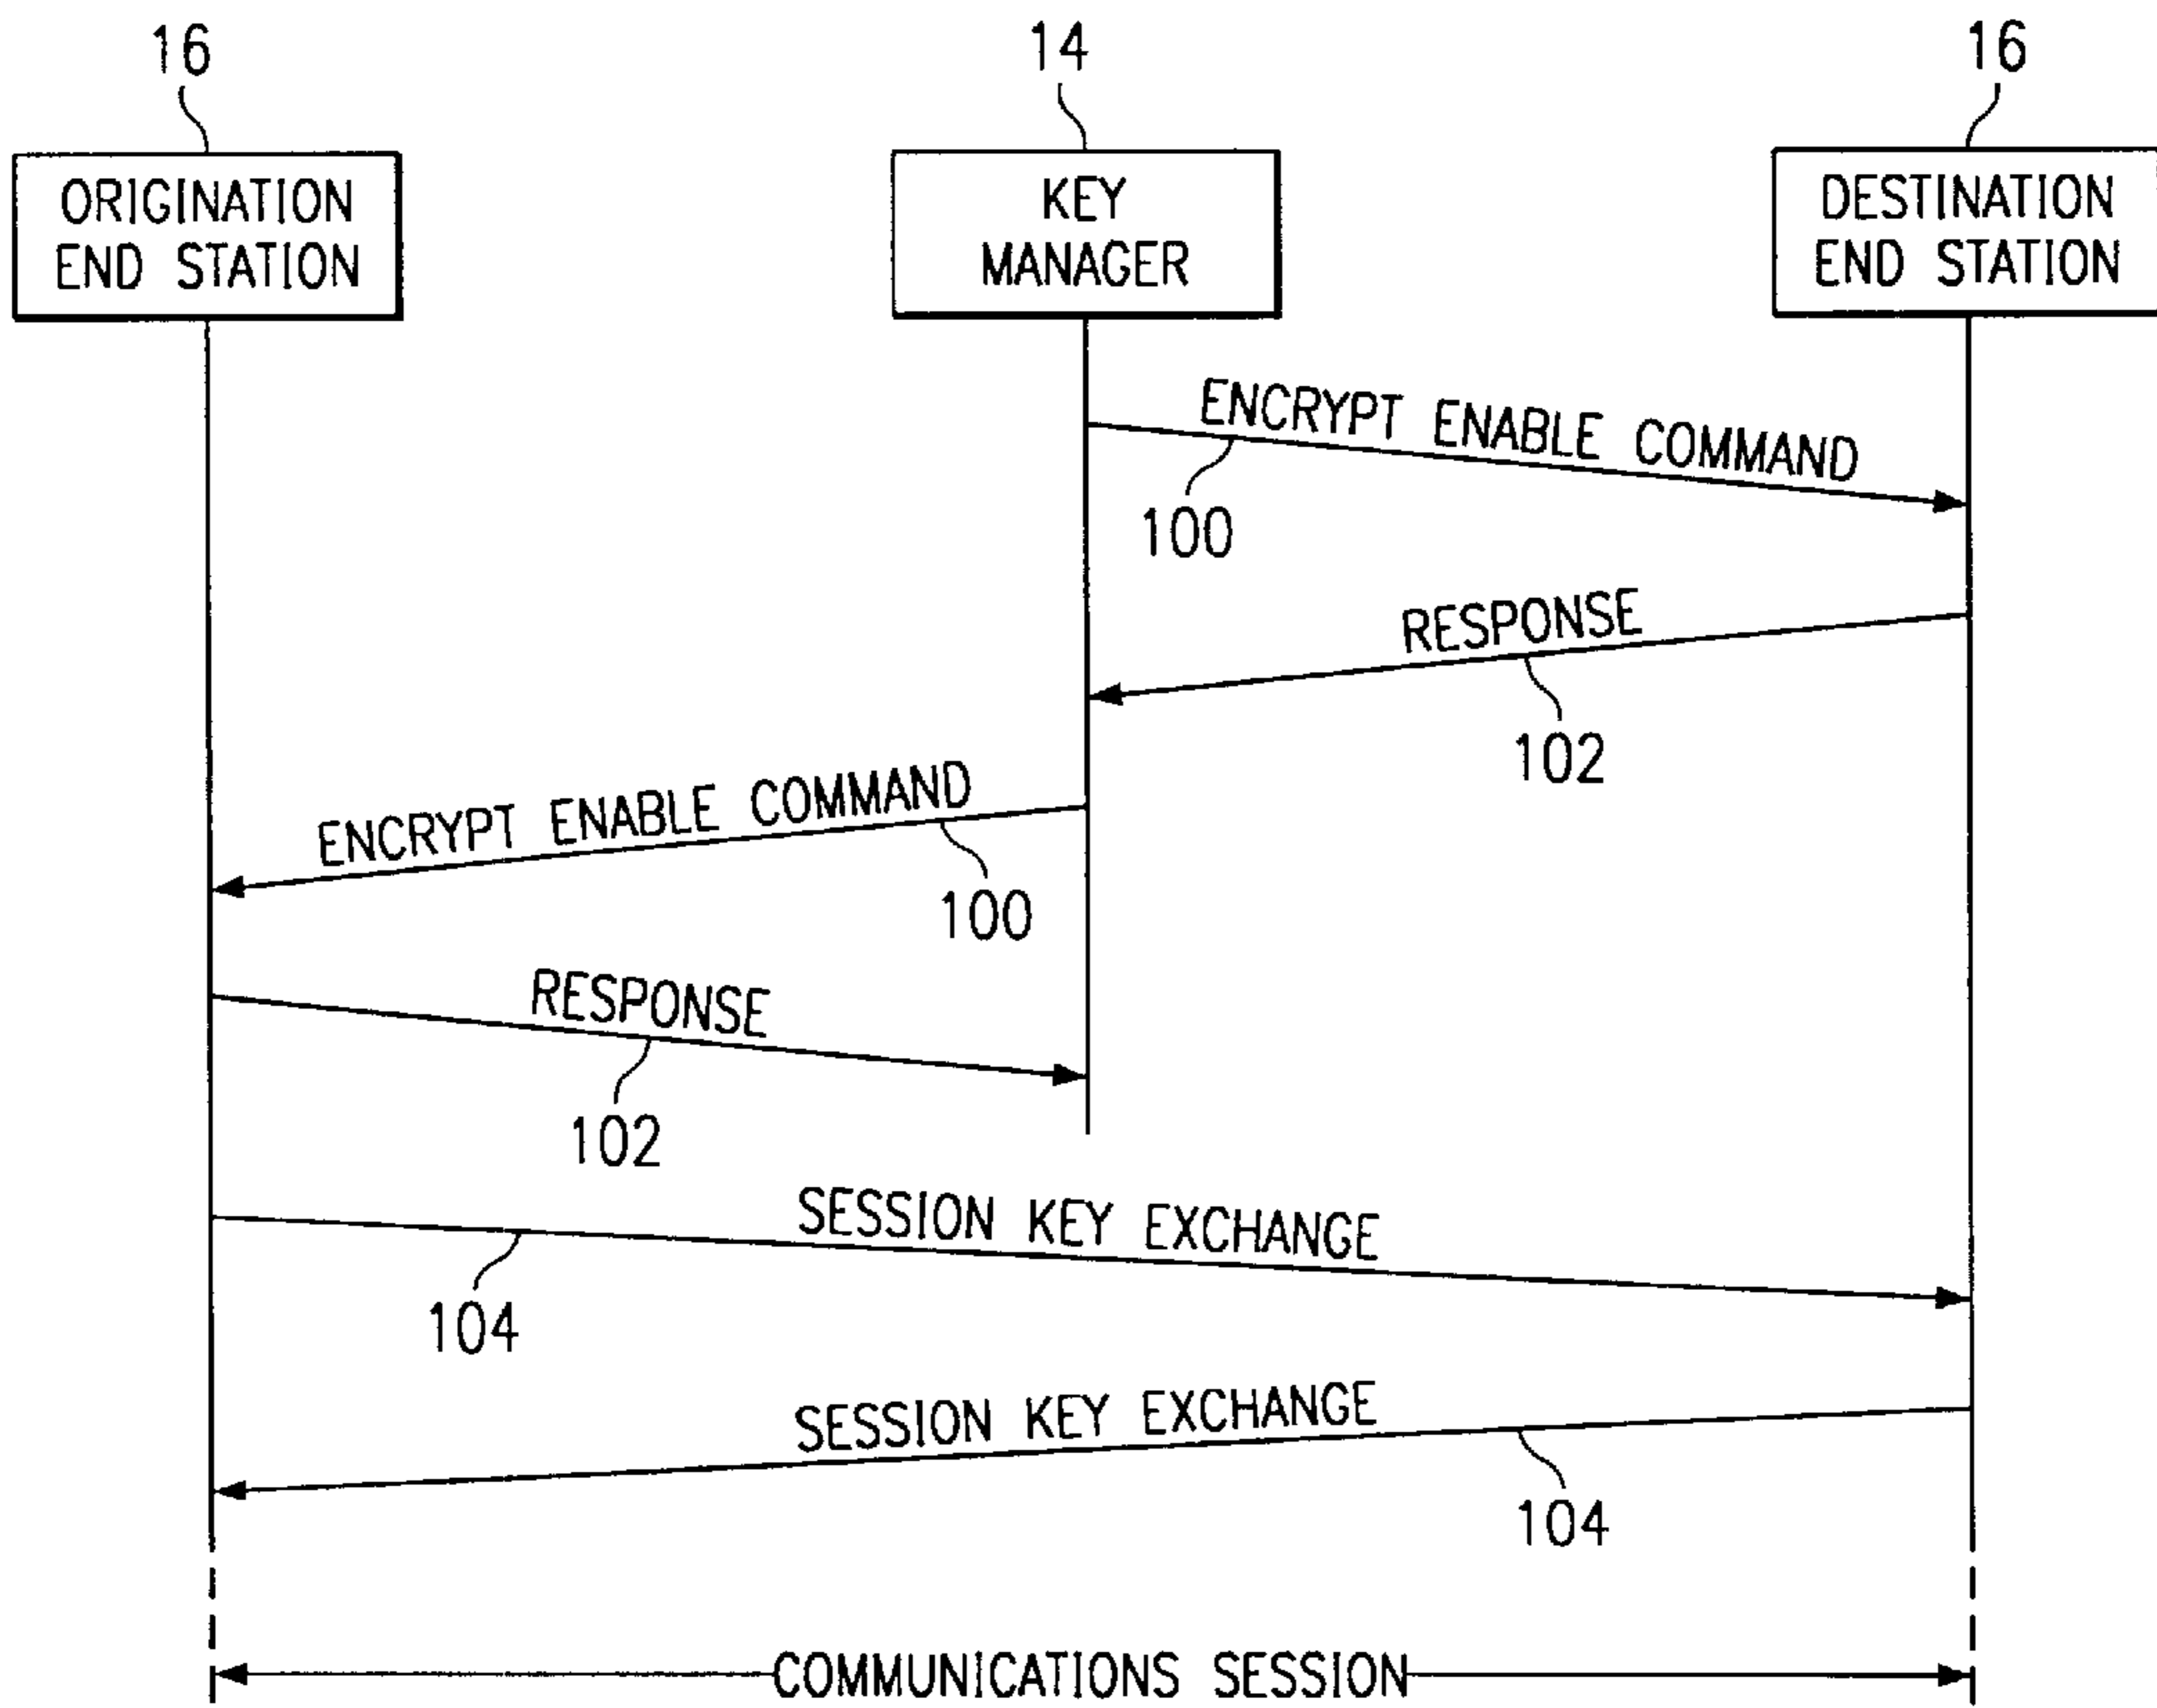 16
14
16
ORIGINATION
END STATION
KEY
MANAGER
DESTINATION
END STATION
ENCRYPT ENABLE COMMAND
100
RESPONSE
102
ENCRYPT ENABLE COMMAND
100
RESPONSE
102
SESSION KEY EXCHANGE
104
SESSION KEY EXCHANGE
104
COMMUNICATIONS SESSION